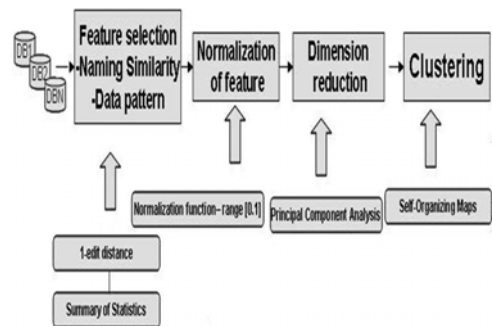 DB1
DB2
DBN
Feature selection
-Naming Similarity
-Data pattern
Normalization
of feature
Dimension
reduction
Clustering
Normalization function– range [0.1]
Principal Component Analysis
Self-Organizing Maps
1-edit distance
Summary of Statistics